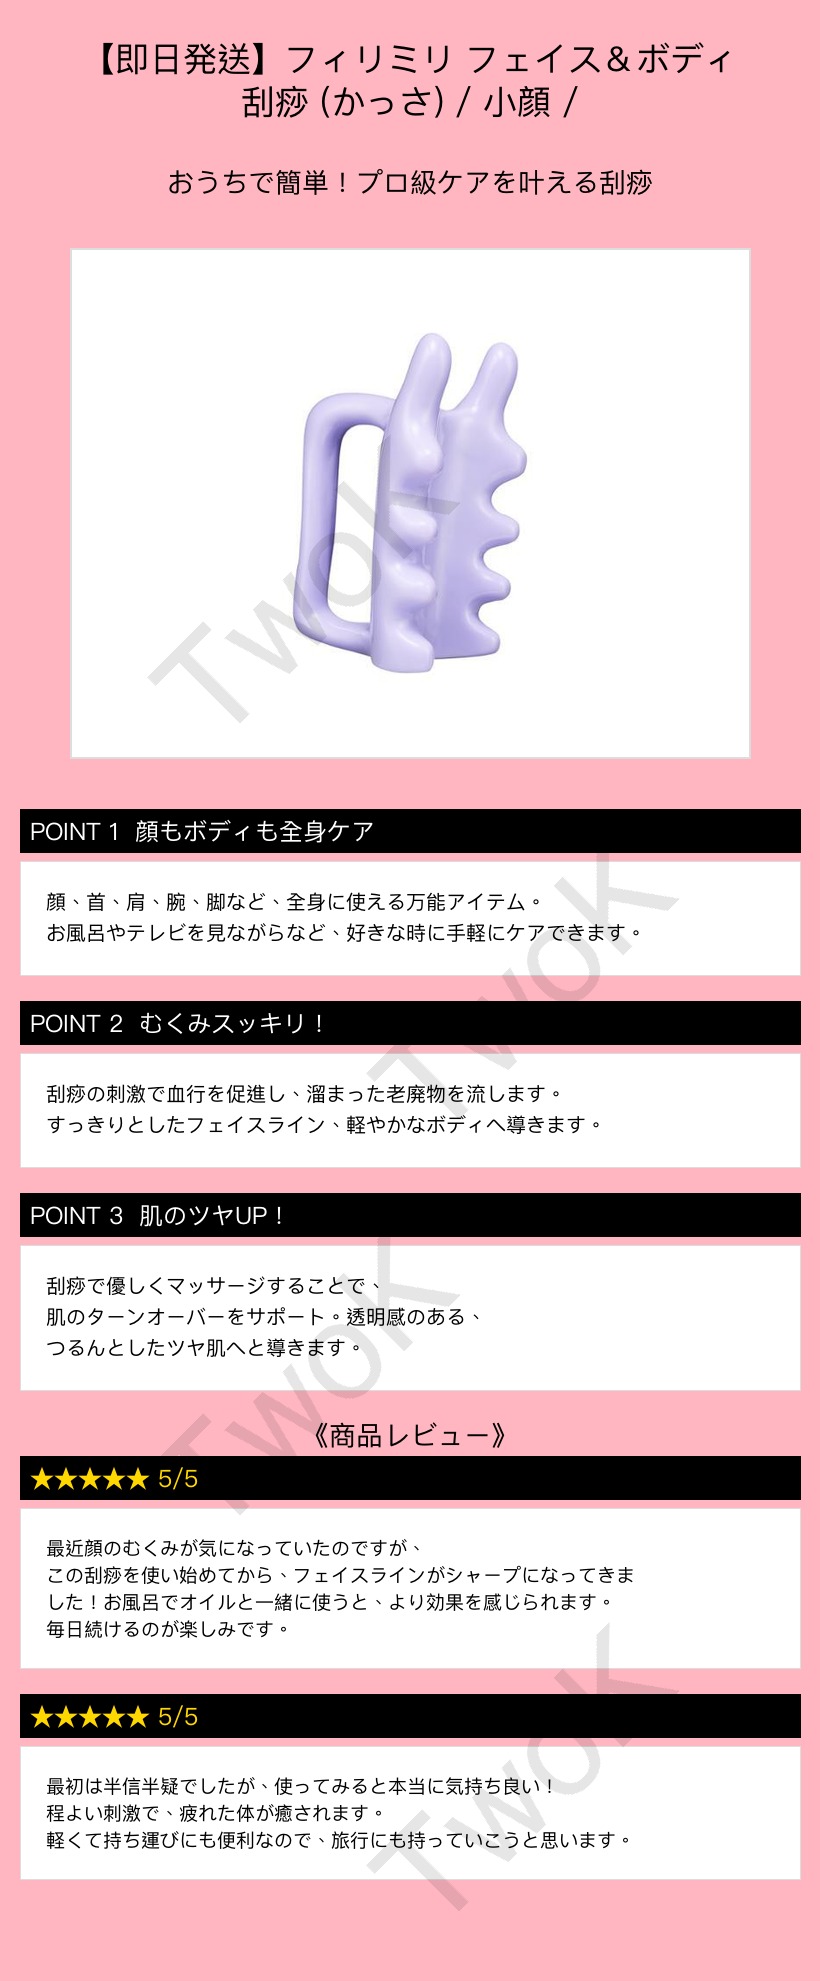 【即日発送】フィリミリ フェイス＆ボディ
刮痧 (かっさ) / 小顔 /
おうちで簡単！プロ級ケアを叶える刮痧
TwoK
POINT 1 顔もボディも全身ケア
顔、首、肩、腕、脚など、全身に使える万能アイテム。
お風呂やテレビを見ながらなど、好きな時に手軽にケアできます。
TwoK
POINT 2 むくみスッキリ！
刮痧の刺激で血行を促進し、溜まった老廃物を流します。
すっきりとしたフェイスライン、軽やかなボディへ導きます。
POINT 3 肌のツヤUP！
刮痧で優しくマッサージすることで、
肌のターンオーバーをサポート。透明感のある、
つるんとしたツヤ肌へと導きます。
TwoK
《商品レビュー》
★★★★★ 5/5
最近顔のむくみが気になっていたのですが、
この刮痧を使い始めてから、フェイスラインがシャープになってきま
した！お風呂でオイルと一緒に使うと、より効果を感じられます。
毎日続けるのが楽しみです。
★★★★★ 5/5
最初は半信半疑でしたが、使ってみると本当に気持ち良い！
程よい刺激で、疲れた体が癒されます。
軽くて持ち運びにも便利なので、旅行にも持っていこうと思います。
TwoK